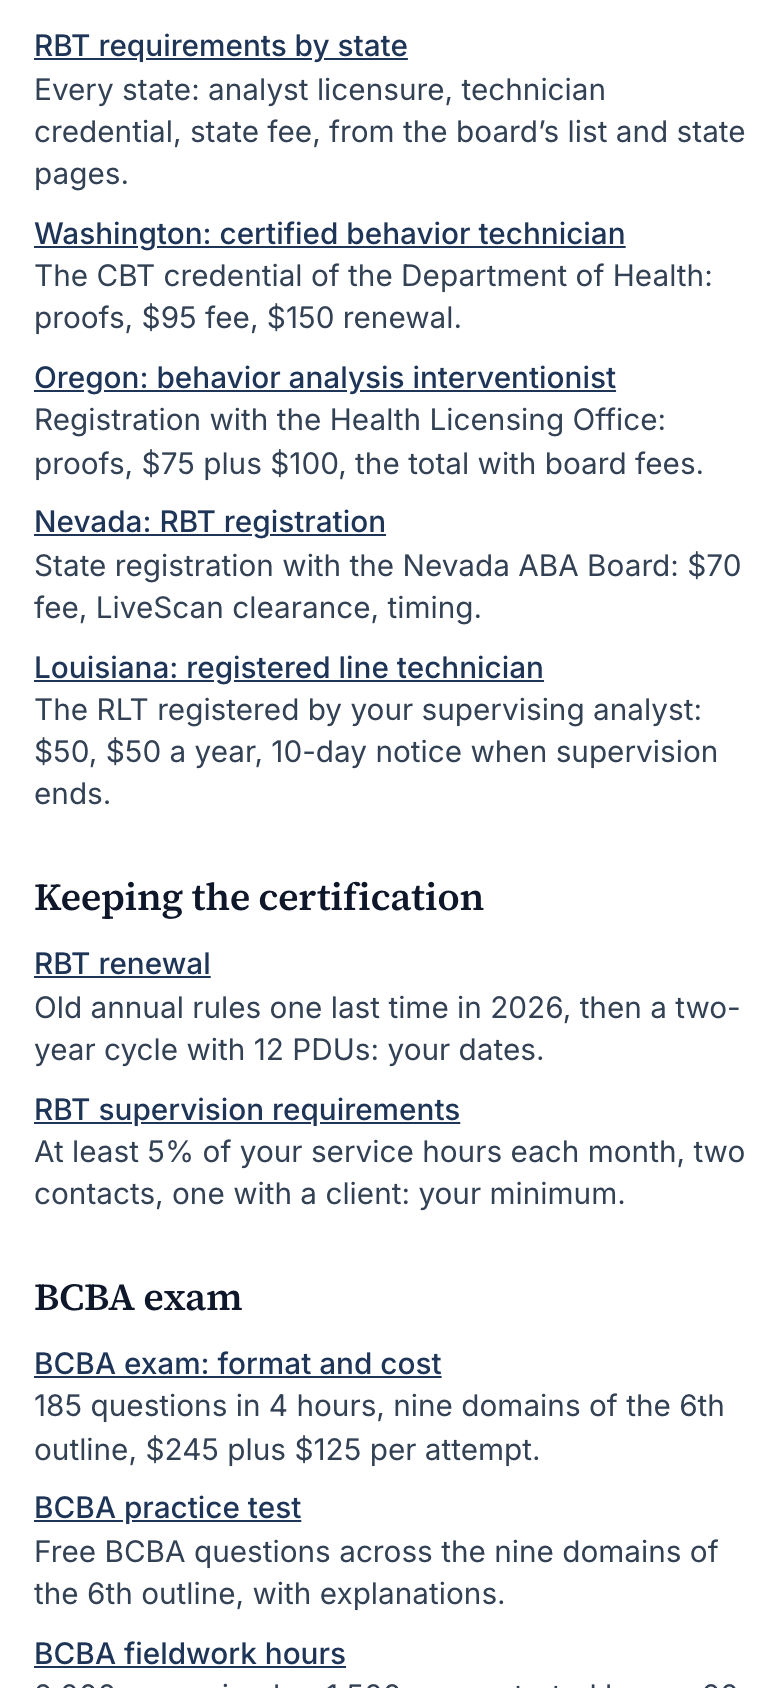 RBT requirements by state
Every state: analyst licensure, technician
credential, state fee, from the board’s list and state
pages.
Washington: certified behavior technician
The CBT credential of the Department of Health:
proofs, $95 fee, $150 renewal.
Oregon: behavior analysis interventionist
Registration with the Health Licensing Office:
proofs, $75 plus $100, the total with board fees.
Nevada: RBT registration
State registration with the Nevada ABA Board: $70
fee, LiveScan clearance, timing.
Louisiana: registered line technician
The RLT registered by your supervising analyst:
$50, $50 a year, 10-day notice when supervision
ends.
Keeping the certification
RBT renewal
Old annual rules one last time in 2026, then a two-
year cycle with 12 PDUs: your dates.
RBT supervision requirements
At least 5% of your service hours each month, two
contacts, one with a client: your minimum.
BCBA exam
BCBA exam: format and cost
185 questions in 4 hours, nine domains of the 6th
outline, $245 plus $125 per attempt.
BCBA practice test
Free BCBA questions across the nine domains of
the 6th outline, with explanations.
BCBA fieldwork hours